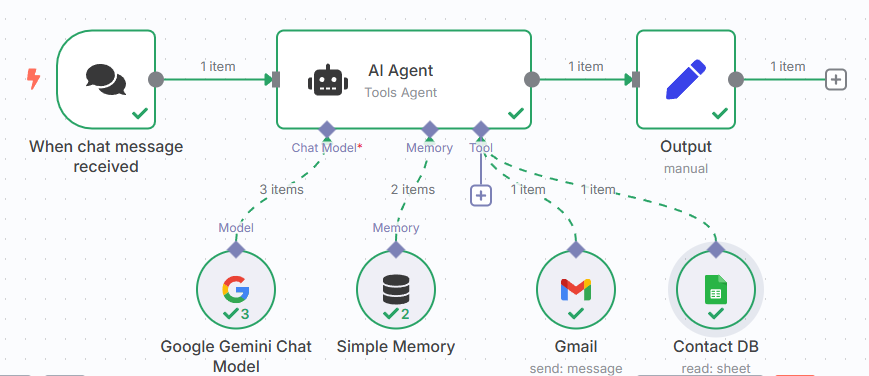 1 item
1 item
1 item
AI Agent
Tools Agent
When chat message
received
Output
manual
Chat Model*
Memory
Tool
3 items
2 items
1 item
1 item
Model
Memory
3
2
Google Gemini Chat
Model
Simple Memory
Gmail
send: message
Contact DB
read: sheet